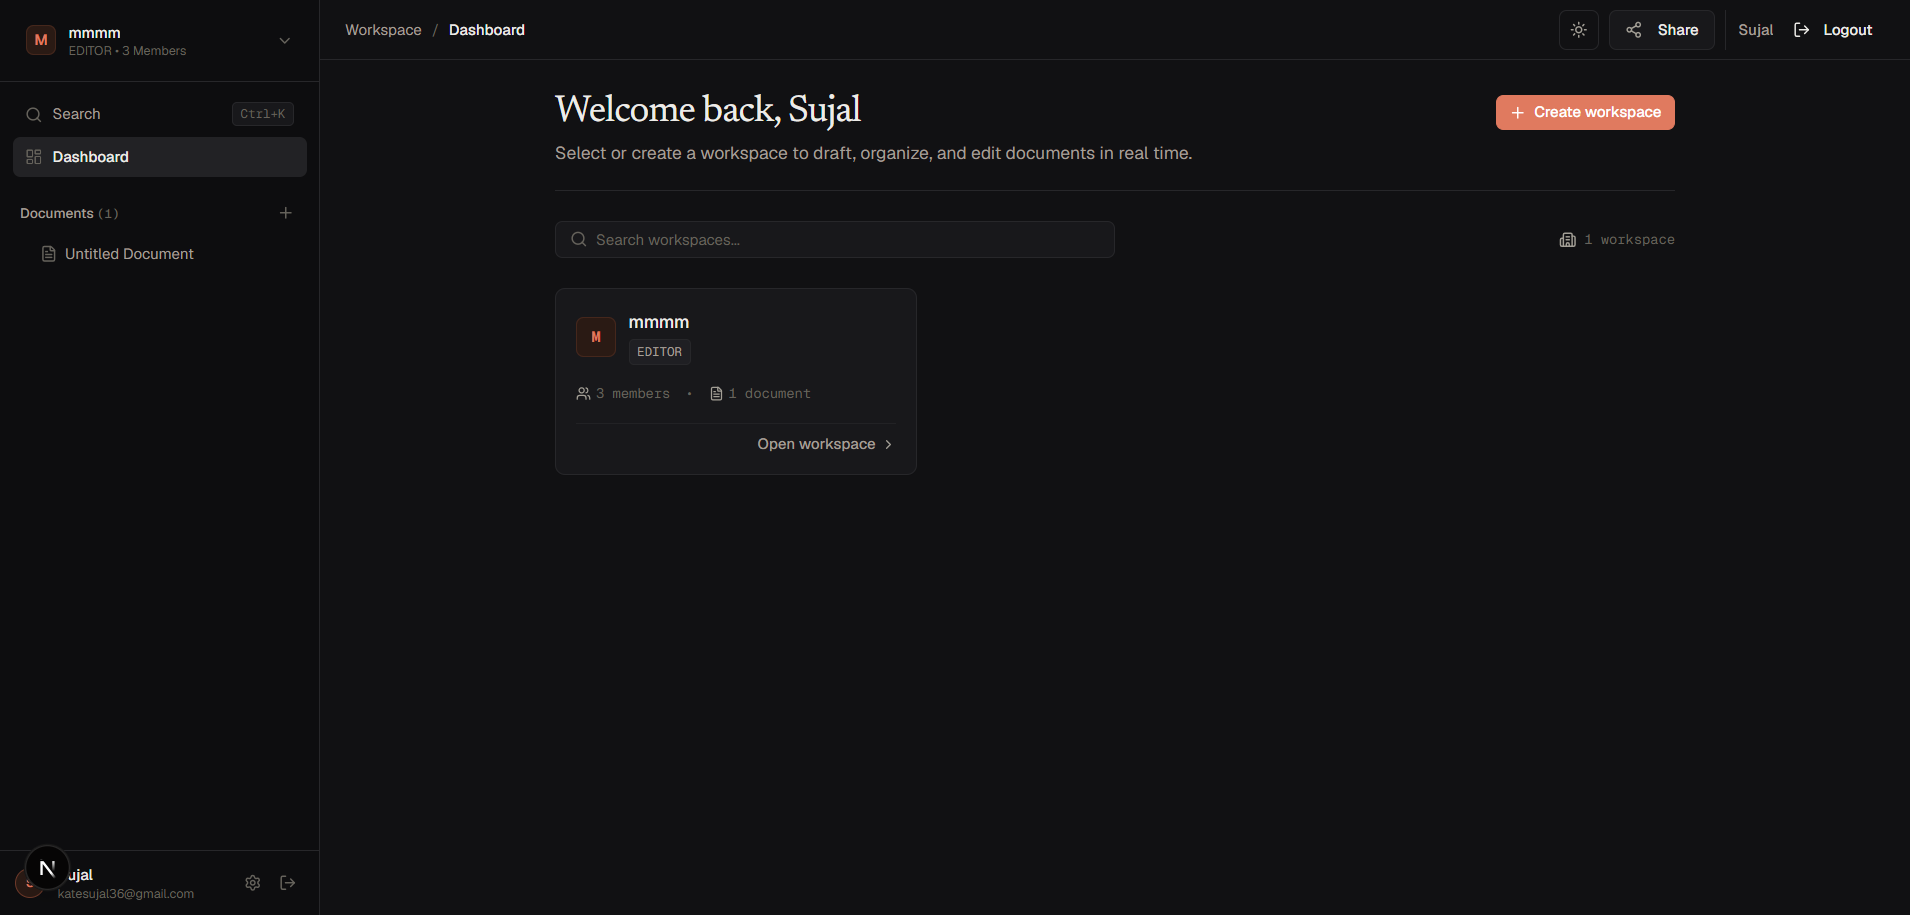 M
mmmm
EDITOR • 3 Members
Search
Ctrl+K
Dashboard
Documents (1)
Untitled Document
N
ujal
katesujal36@gmail.com
Workspace / Dashboard
Share
Sujal
Logout
Welcome back, Sujal
Create workspace
Select or create a workspace to draft, organize, and edit documents in real time.
Search workspaces...
1 workspace
M
mmmm
EDITOR
3 members • 1 document
Open workspace